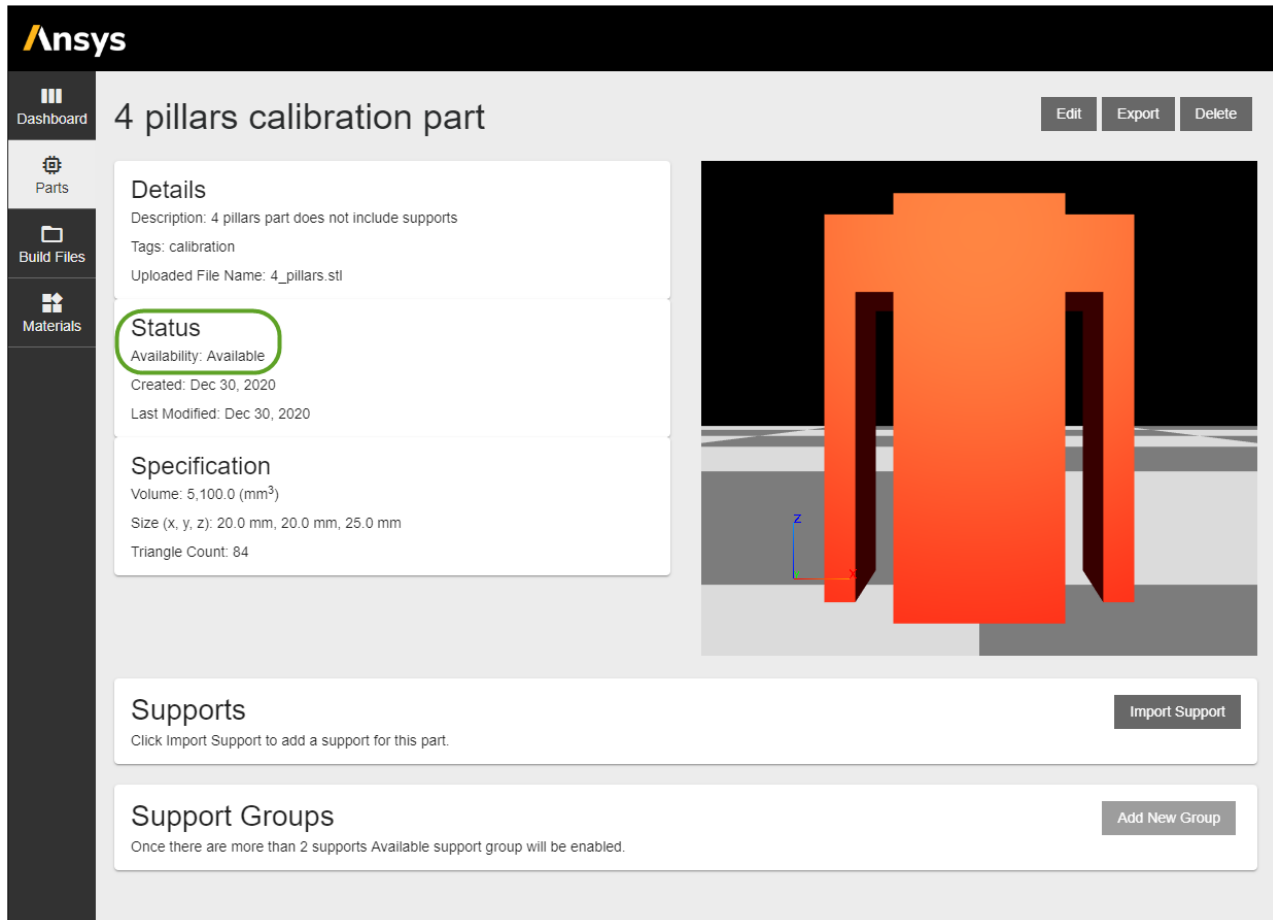 Ansys
Dashboard
Parts
Build Files
Materials
4 pillars calibration part
Edit
Export
Delete
Details
Description: 4 pillars part does not include supports
Tags: calibration
Uploaded File Name: 4_pillars.stl
Status
Availability: Available
Created: Dec 30, 2020
Last Modified: Dec 30, 2020
Specification
Volume: 5,100.0 (mm³)
Size (x, y, z): 20.0 mm, 20.0 mm, 25.0 mm
Triangle Count: 84
Z
Y
X
Supports
Click Import Support to add a support for this part.
Import Support
Support Groups
Once there are more than 2 supports Available support group will be enabled.
Add New Group